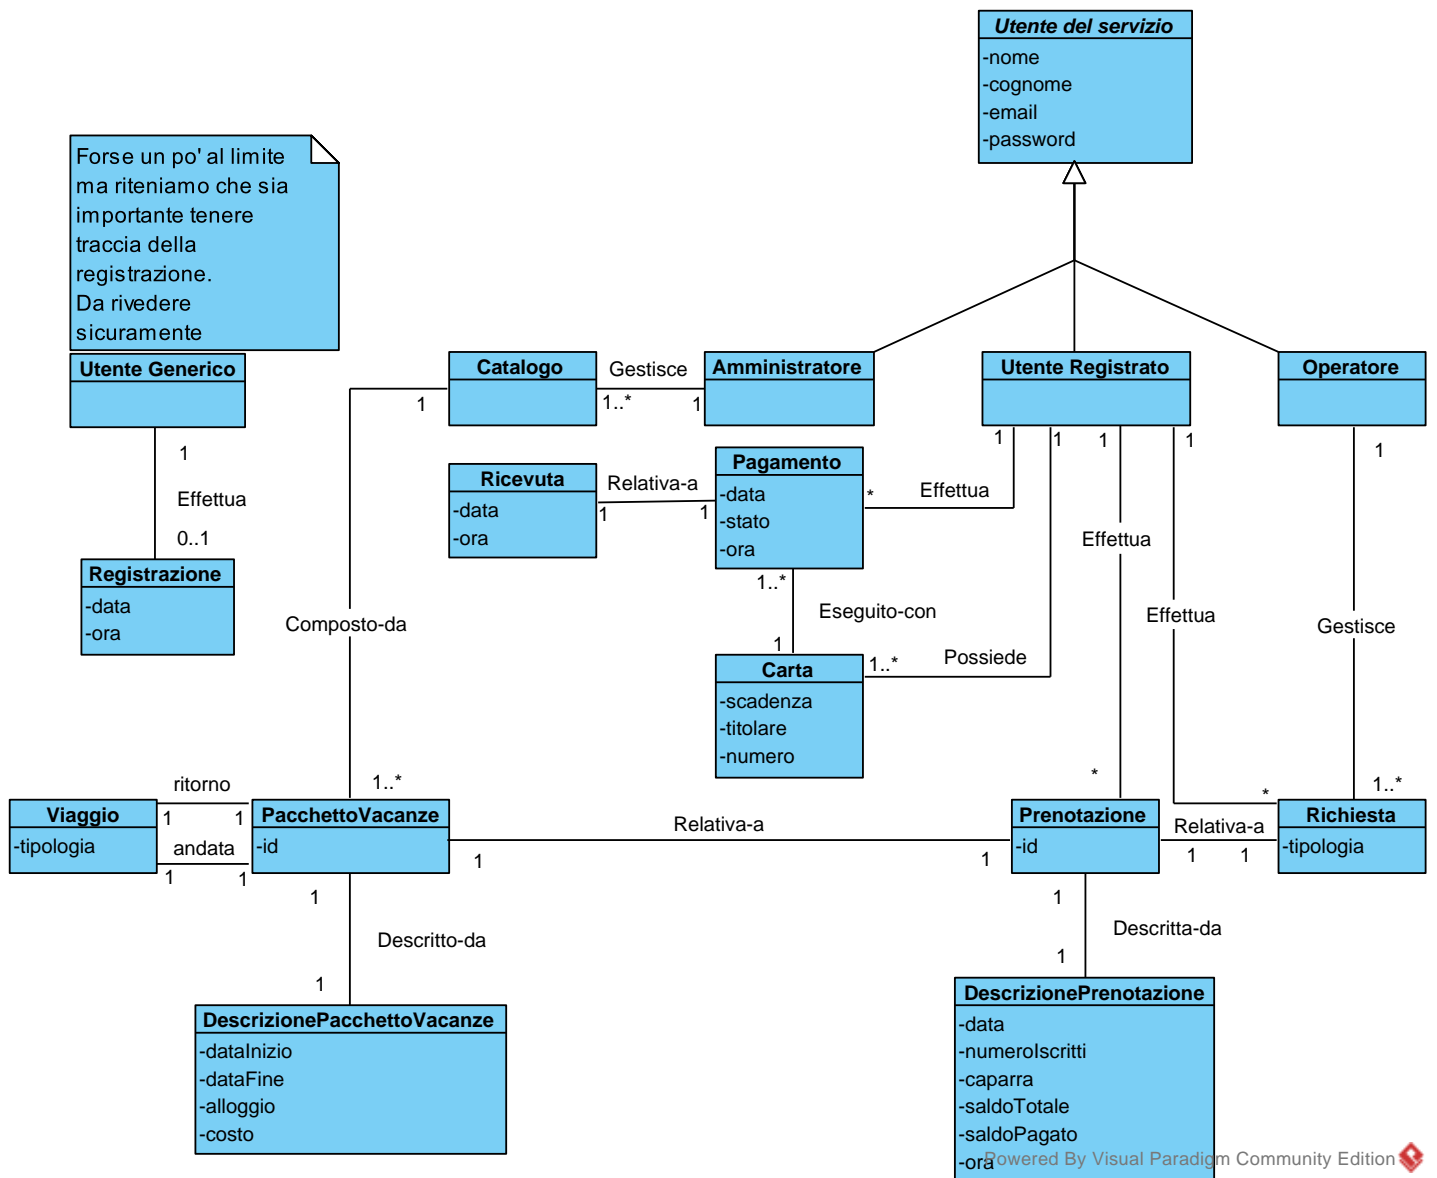 Utente del servizio
-nome
-cognome
-email
-password
Forse un po' al limite
ma riteniamo che sia
importante tenere
traccia della
registrazione.
Da rivedere
sicuramente
Utente Generico
Catalogo
Gestisce
1..*
1
Amministratore
Utente Registrato
Operatore
1
1
Effettua
0..1
Registrazione
-data
-ora
Ricevuta
-data
-ora
Relativa-a
1
1
Pagamento
-data
-stato
-ora
*
Effettua
1
1
1
1
1
Effettua
Effettua
Gestisce
1..*
Eseguito-con
1
Composto-da
Carta
-scadenza
-titolare
-numero
1..*
Possiede
ritorno
1
1
1..*
*
*
1..*
Viaggio
-tipologia
andata
1
1
PacchettoVacanze
-id
Relativa-a
1
1
Prenotazione
-id
Relativa-a
1
1
Richiesta
-tipologia
1
Descritto-da
1
1
Descritta-da
1
DescrizionePacchettoVacanze
-dataInizio
-dataFine
-alloggio
-costo
DescrizionePrenotazione
-data
-numeroIscritti
-caparra
-saldoTotale
-saldoPagato
-ora
Powered By Visual Paradigm Community Edition